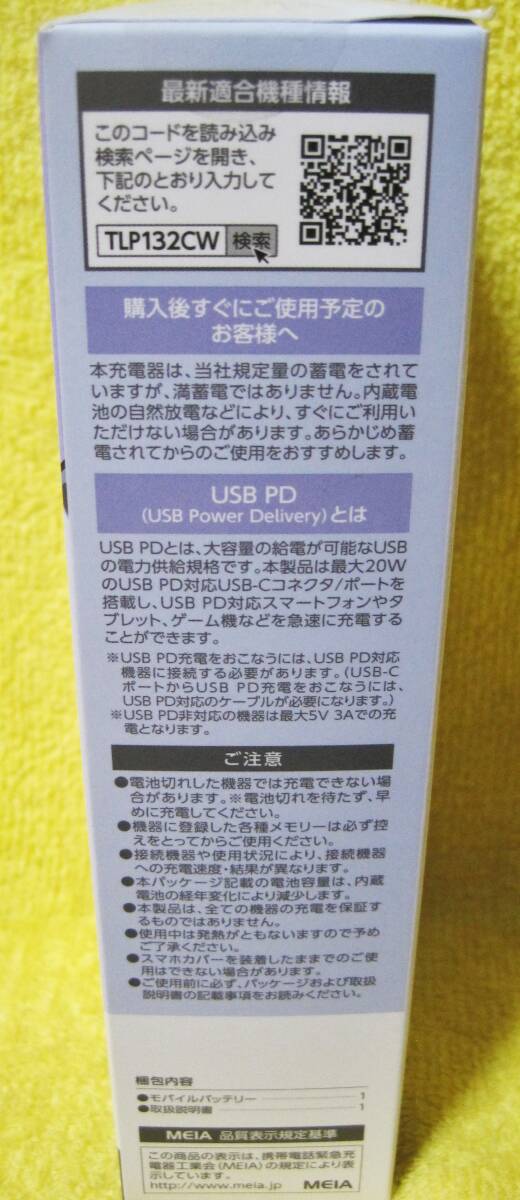 最新適合機種情報
このコードを読み込み
検索ページを開き、
下記のとおり入力して
ください。
TLP132CW 検索
購入後すぐにご使用予定の
お客様へ
本充電器は、当社規定量の蓄電をされて
いますが、満蓄電ではありません。内蔵電
池の自然放電などにより、すぐにご利用い
ただけない場合があります。あらかじめ蓄
電されてからのご使用をおすすめします。
USB PD
(USB Power Delivery)とは
USB PDとは、大容量の給電が可能なUSB
の電力供給規格です。本製品は最大20W
のUSB PD対応USB-Cコネクタ/ポートを
搭載し、USB PD対応スマートフォンやタ
ブレット、ゲーム機などを急速に充電する
ことができます。
※USB PD充電をおこなうには、USB PD対応
機器に接続する必要があります。(USB-C
ポートからUSB PD充電をおこなうには、
USB PD対応のケーブルが必要になります。)
※USB PD非対応の機器は最大5V 3Aでの充
電となります。
ご注意
●電池切れした機器では充電できない場
合があります。※電池切れを待たず、早
めに充電してください。
●機器に登録した各種メモリーは必ず控
えをとってからご使用ください。
●接続機器や使用状況により、接続機器
への充電速度・結果が異なります。
●本パッケージ記載の電池容量は、内蔵
電池の経年変化により減少します。
●本製品は、全ての機器の充電を保証す
るものではありません。
●使用中は発熱がともないますので予め
ご了承ください。
●スマホカバーを装着したままでのご使
用はできない場合があります。
●ご使用前に必ず、パッケージおよび取扱
説明書の記載事項をお読みください。
梱包内容
●モバイルバッテリー 1
●取扱説明書 1
MEIA 品質表示規定基準
この商品の表示は、携帯電話緊急充
電器工業会(MEIA)の規定により表
示しています。
http://www.meia.jp MEIA